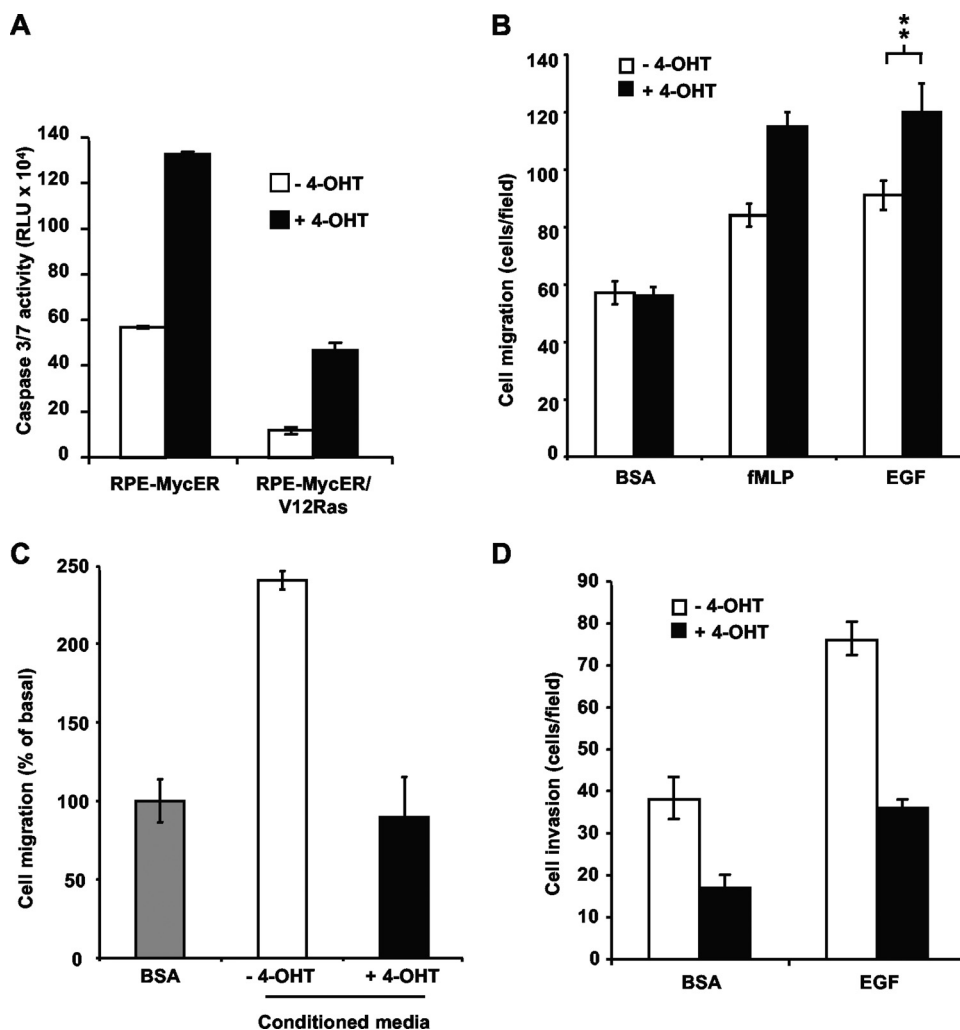 A
Caspase 3/7 activity (RLU x 10⁴)
140
120
100
80
60
40
20
0
- 4-OHT
+ 4-OHT
RPE-MycER
RPE-MycER/
V12Ras
B
Cell migration (cells/field)
140
120
100
80
60
40
20
0
- 4-OHT
+ 4-OHT
**
BSA
fMLP
EGF
C
Cell migration (% of basal)
250
200
150
100
50
0
BSA
- 4-OHT
+ 4-OHT
Conditioned media
D
Cell invasion (cells/field)
90
80
70
60
50
40
30
20
10
0
- 4-OHT
+ 4-OHT
BSA
EGF